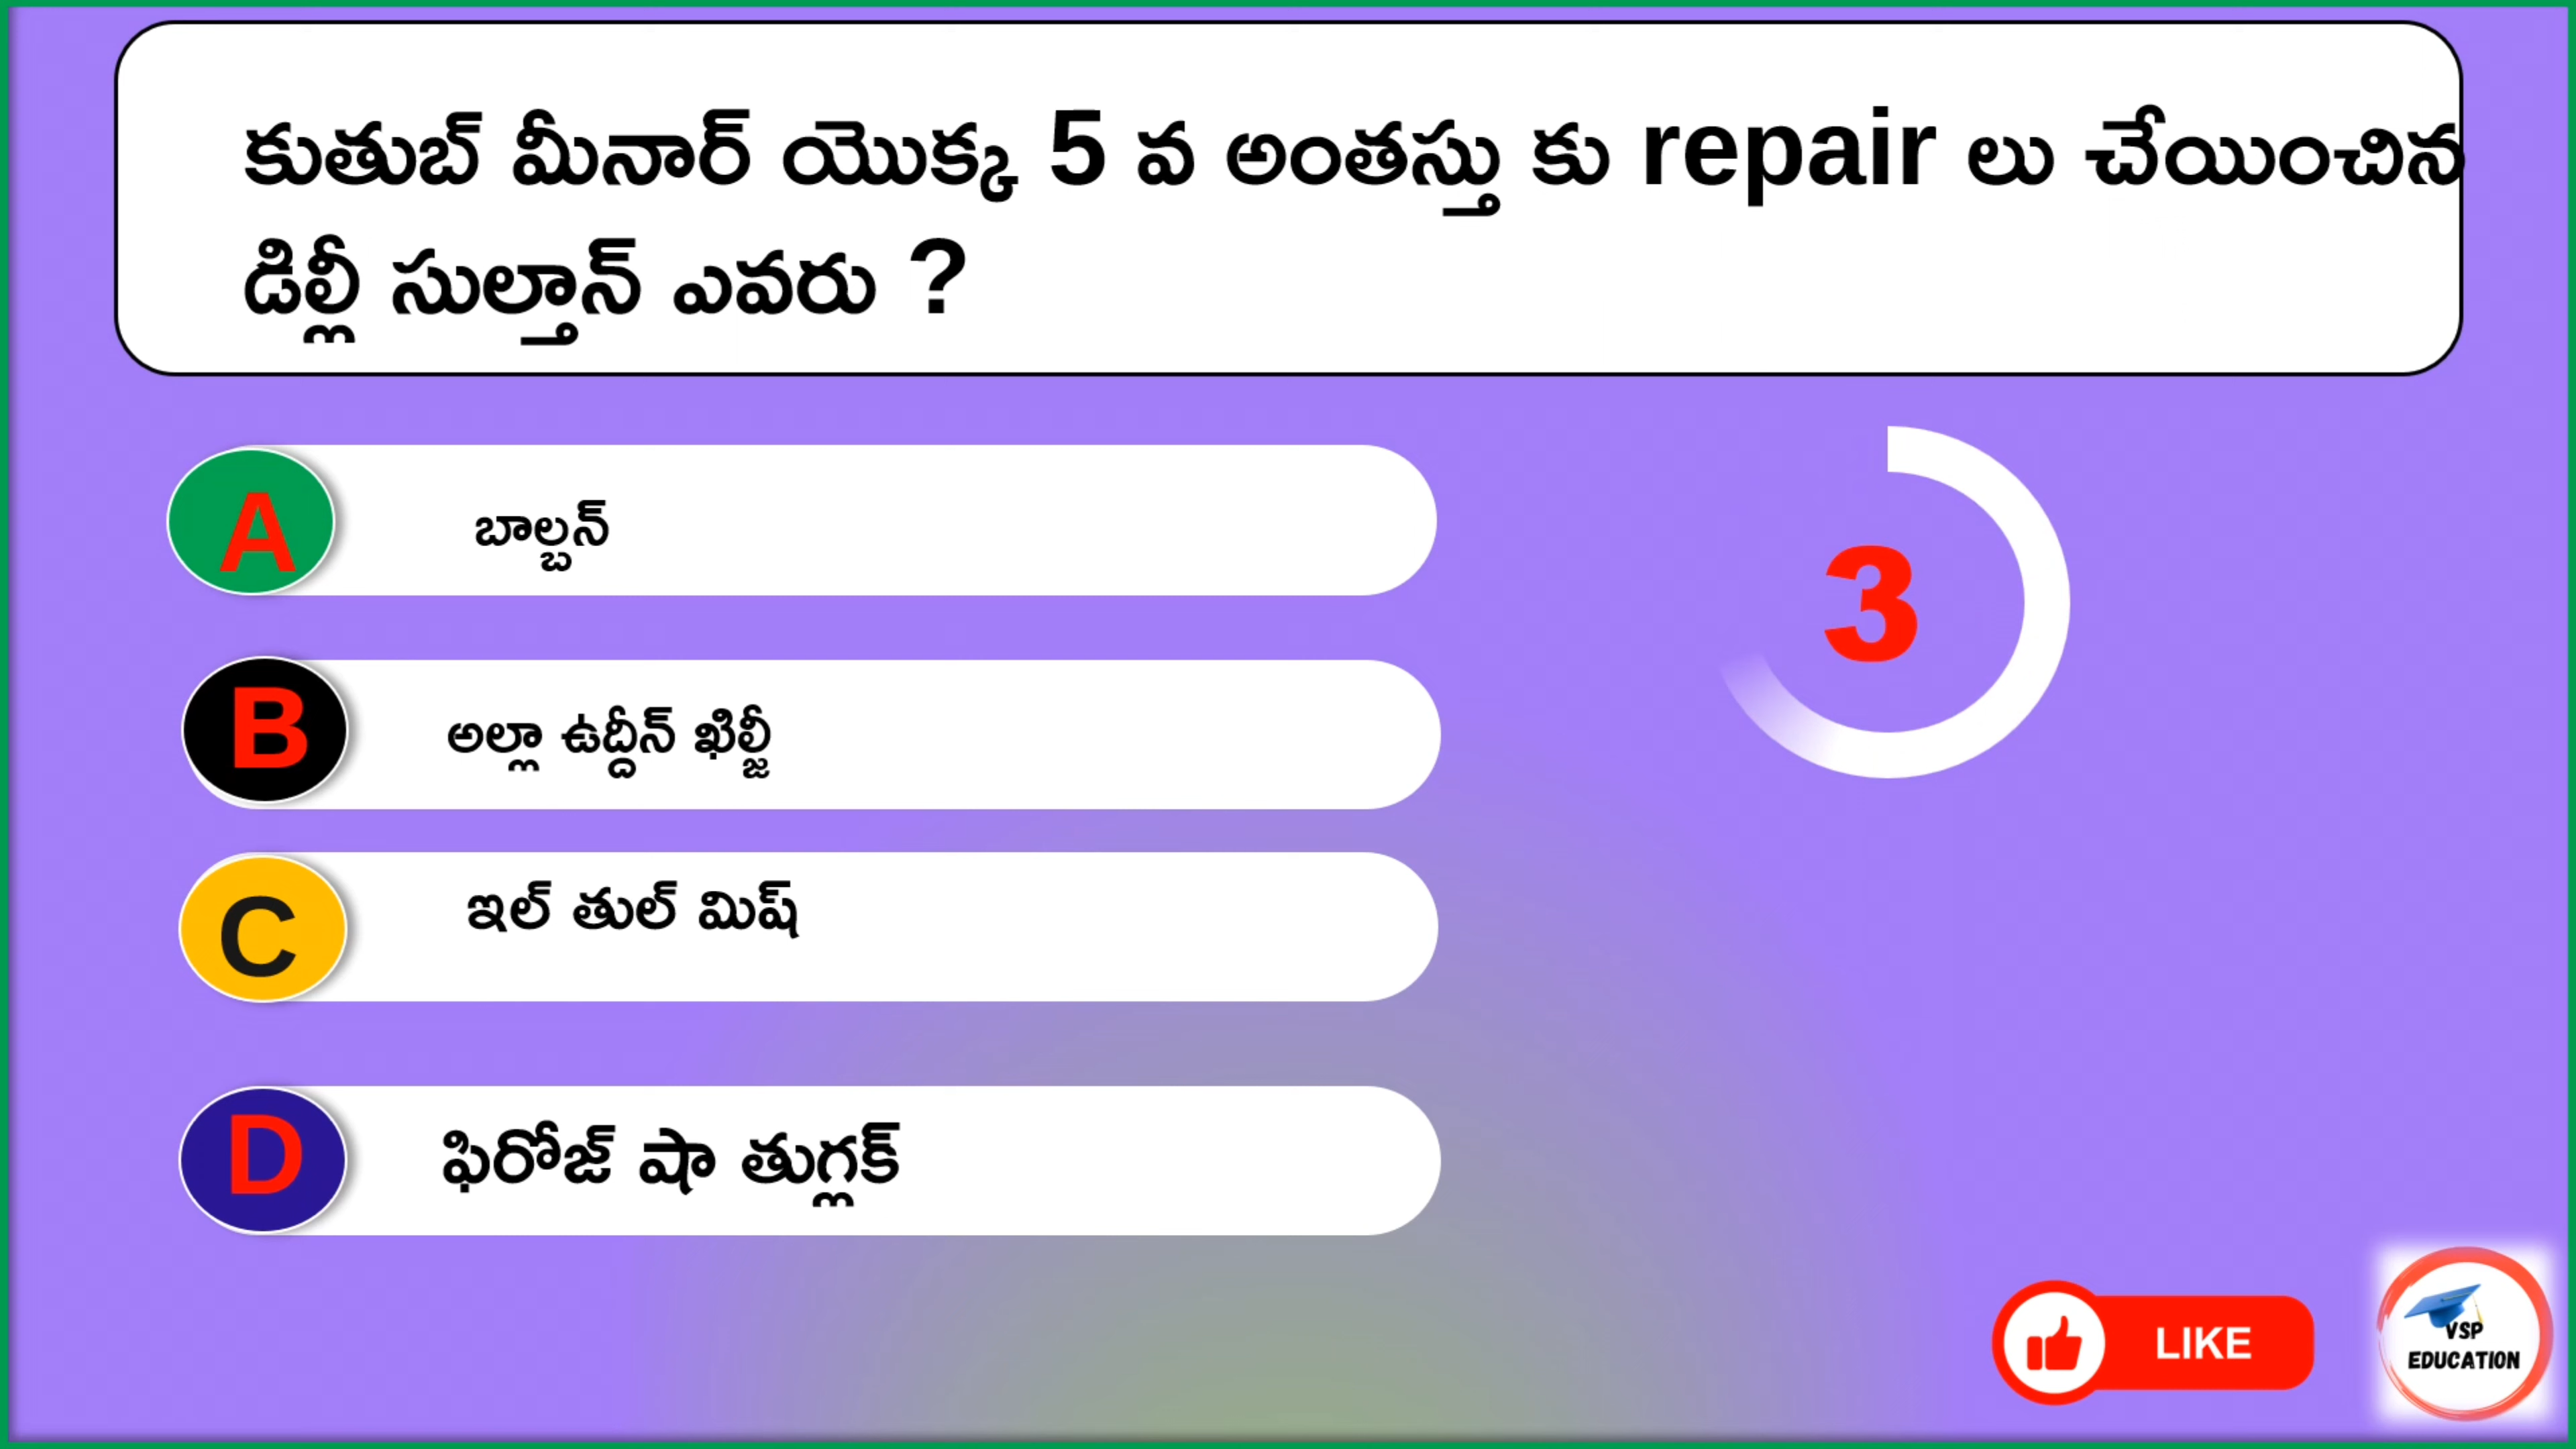 కుతుబ్ మీనార్ యొక్క 5 వ అంతస్తు కు repair లు చేయించిన
డిల్లీ సుల్తాన్ ఎవరు ?
A బాల్బన్
3
B అల్లా ఉద్దీన్ ఖిల్జీ
C ఇల్ తుల్ మిష్
D ఫిరోజ్ షా తుగ్లక్
LIKE
VSP
EDUCATION